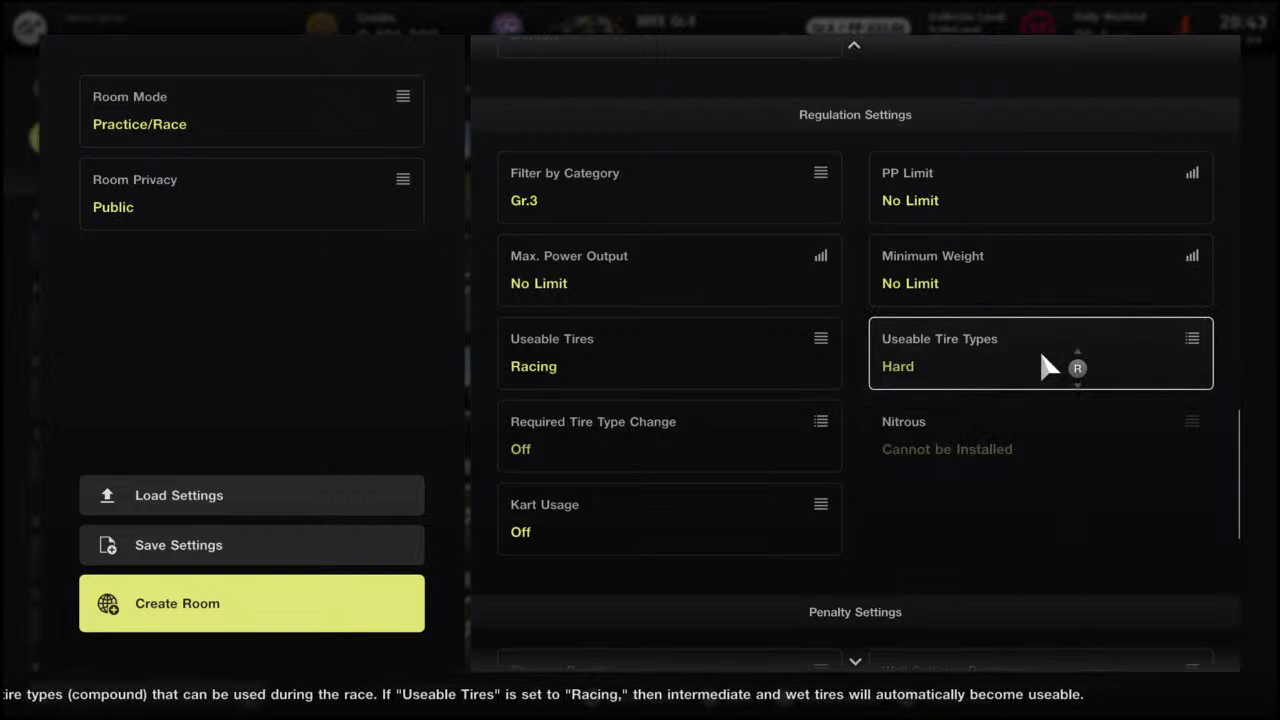 20:43
Room Mode
Practice/Race
Room Privacy
Public
Load Settings
Save Settings
Create Room
Regulation Settings
Filter by Category
Gr.3
PP Limit
No Limit
Max. Power Output
No Limit
Minimum Weight
No Limit
Useable Tires
Racing
Useable Tire Types
Hard
R
Required Tire Type Change
Off
Nitrous
Cannot be Installed
Kart Usage
Off
Penalty Settings
types (compound) that can be used during the race. If "Useable Tires" is set to "Racing," then intermediate and wet tires will automatically become useable.